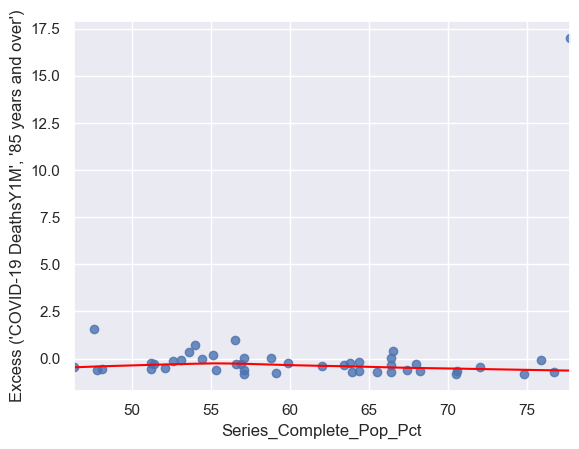 Excess ('COVID-19 DeathsY1M', '85 years and over')
17.5
15.0
12.5
10.0
7.5
5.0
2.5
0.0
50 55 60 65 70 75
Series_Complete_Pop_Pct